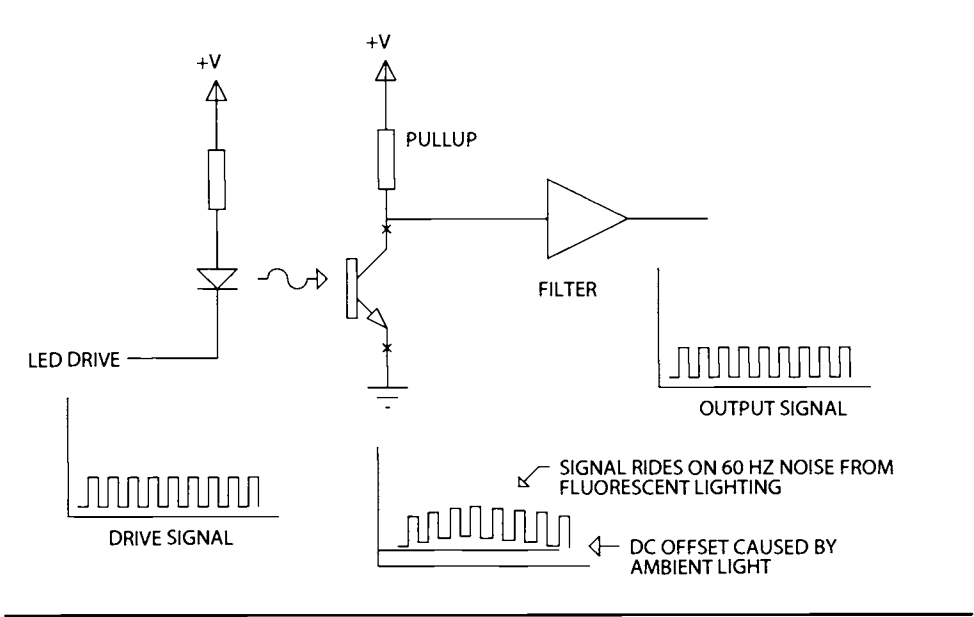 +V
+V
PULLUP
FILTER
LED DRIVE
OUTPUT SIGNAL
SIGNAL RIDES ON 60 HZ NOISE FROM
FLUORESCENT LIGHTING
DRIVE SIGNAL
DC OFFSET CAUSED BY
AMBIENT LIGHT